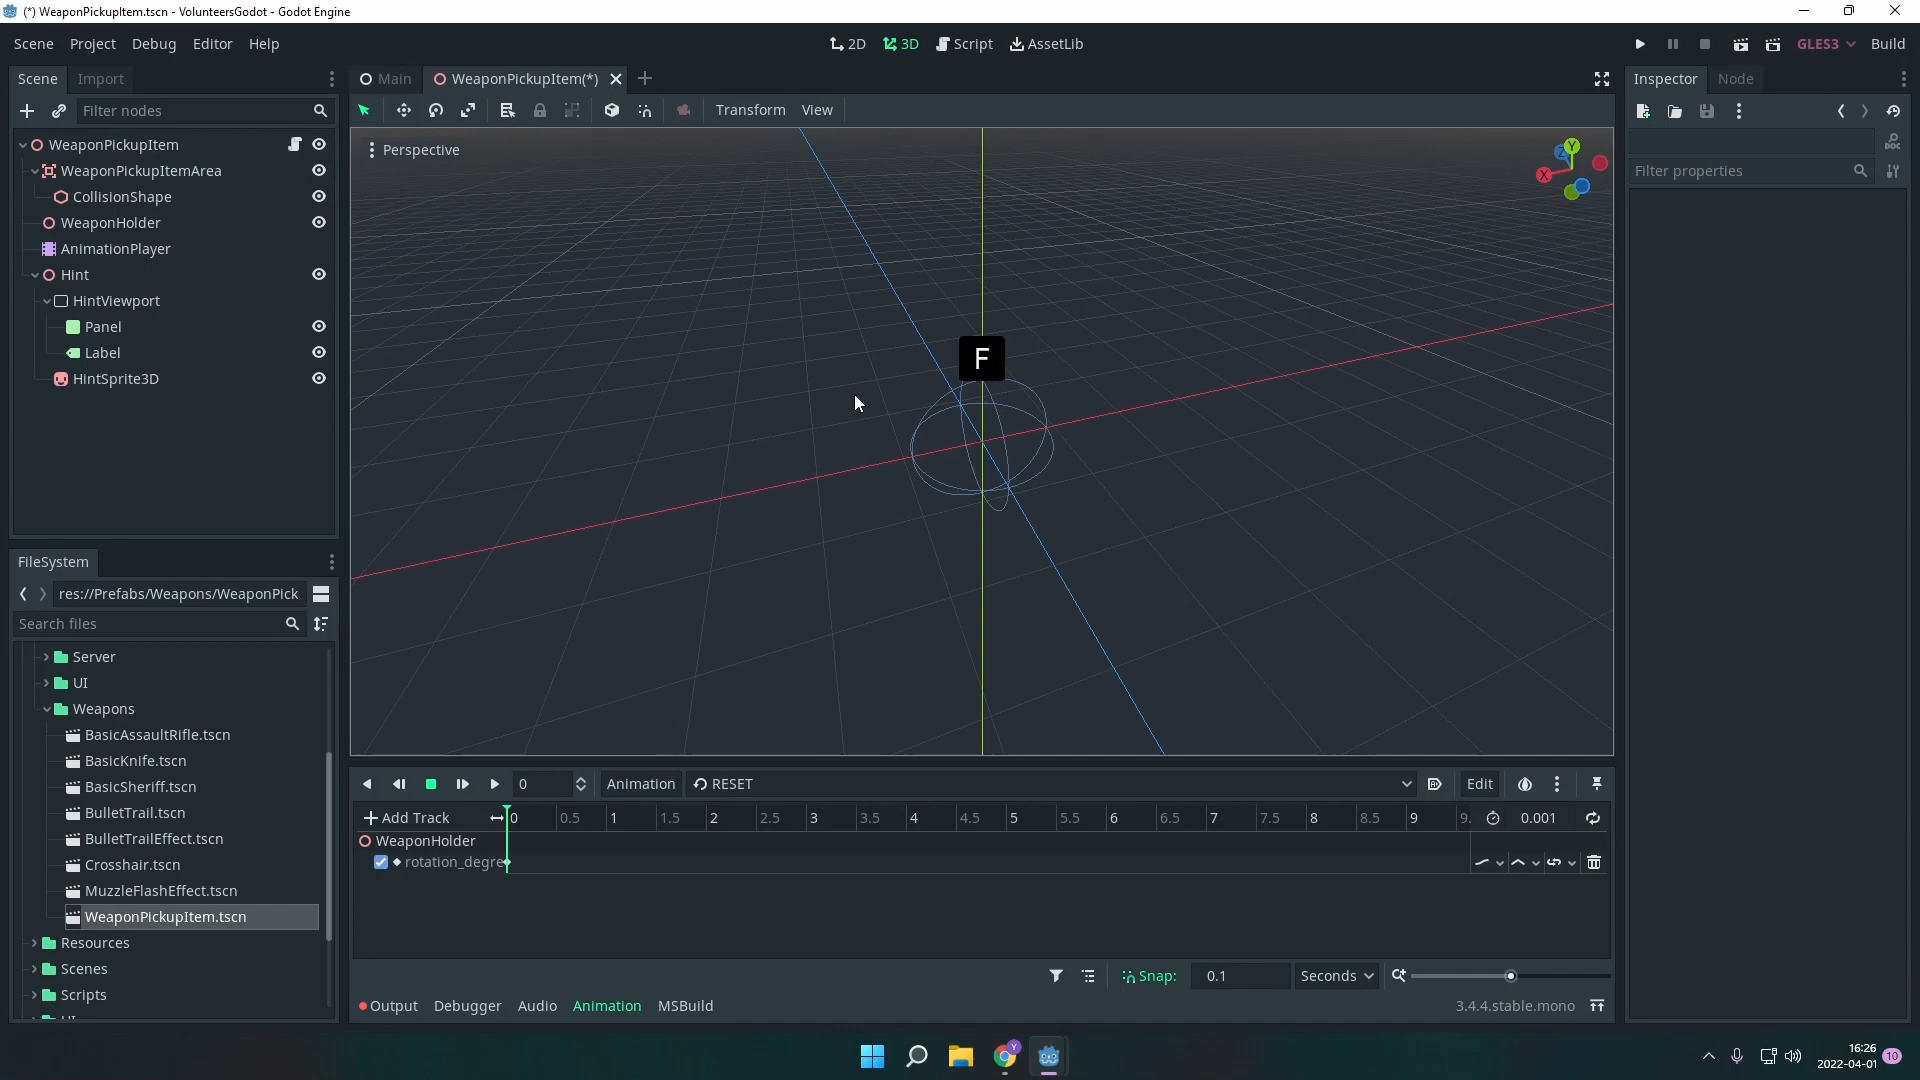 (*) WeaponPickupItem.tscn - VolunteersGodot - Godot Engine
Scene Project Debug Editor Help
2D 3D Script AssetLib
GLES3 Build
Scene Import
Main WeaponPickupItem(*)
Inspector Node
Filter nodes
Transform View
WeaponPickupItem
WeaponPickupItemArea
CollisionShape
WeaponHolder
AnimationPlayer
Hint
HintViewport
Panel
Label
HintSprite3D
Perspective
Y
Z
X
F
DOC
Filter properties
FileSystem
res://Prefabs/Weapons/WeaponPick
Search files
Server
UI
Weapons
BasicAssaultRifle.tscn
BasicKnife.tscn
BasicSheriff.tscn
BulletTrail.tscn
BulletTrailEffect.tscn
Crosshair.tscn
MuzzleFlashEffect.tscn
WeaponPickupItem.tscn
Resources
Scenes
Scripts
0 Animation RESET Edit
Add Track 0 0.5 1 1.5 2 2.5 3 3.5 4 4.5 5 5.5 6 6.5 7 7.5 8 8.5 9 9. 0.001
WeaponHolder
rotation_degre
Snap: 0.1 Seconds
Output Debugger Audio Animation MSBuild
3.4.4.stable.mono
Y
16:26
2022-04-01
10